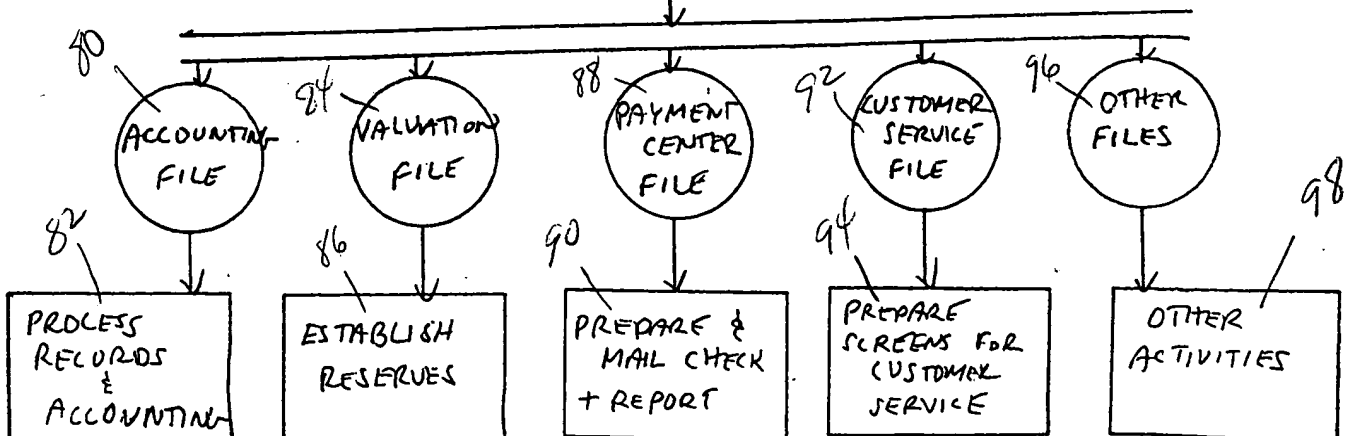 80
ACCOUNTING
FILE
84
VALUATION
FILE
88
PAYMENT
CENTER
FILE
92
CUSTOMER
SERVICE
FILE
96
OTHER
FILES
82
PROCESS
RECORDS
&
ACCOUNTING
86
ESTABLISH
RESERVES
90
PREPARE &
MAIL CHECK
+ REPORT
94
PREPARE
SCREENS FOR
CUSTOMER
SERVICE
98
OTHER
ACTIVITIES